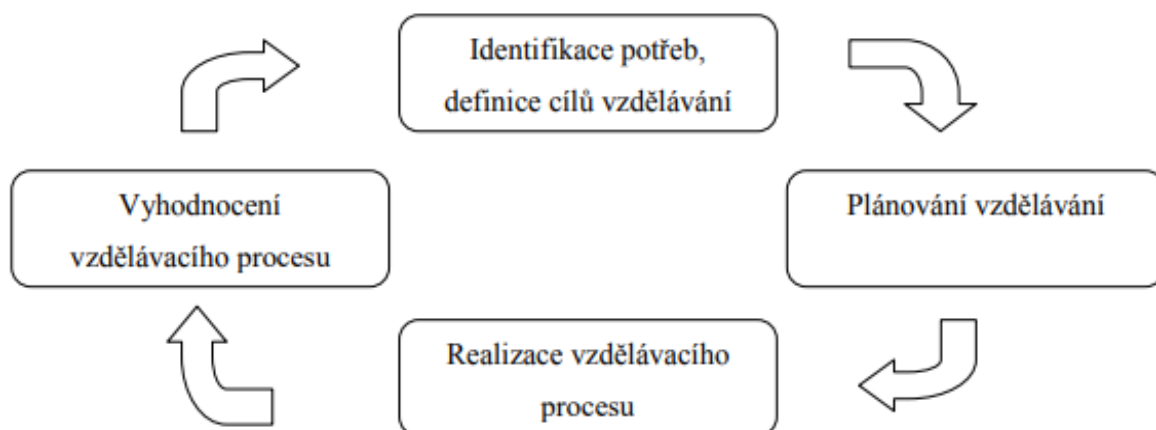 Identifikace potřeb,
definice cílů vzdělávání
Vyhodnocení
vzdělávacího procesu
Plánování vzdělávání
Realizace vzdělávacího
procesu